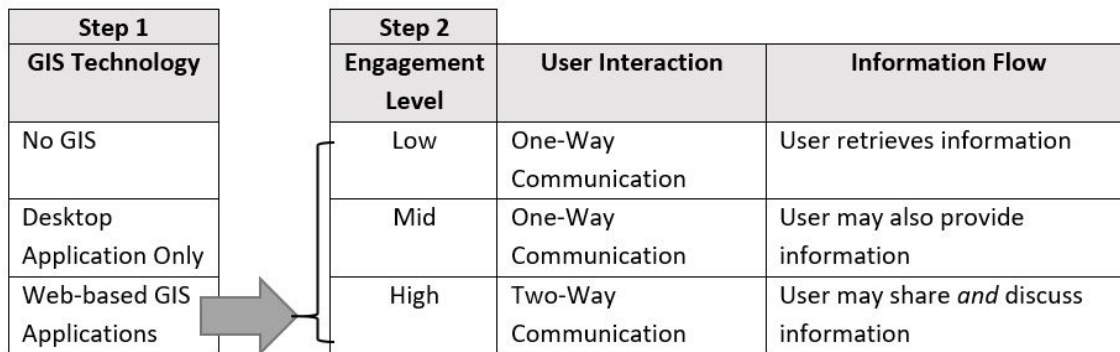 Step 1
GIS Technology
No GIS
Desktop
Application Only
Web-based GIS
Applications
Step 2
Engagement
Level
User Interaction
Information Flow
Low
One-Way
Communication
User retrieves information
Mid
One-Way
Communication
User may also provide
information
High
Two-Way
Communication
User may share and discuss
information